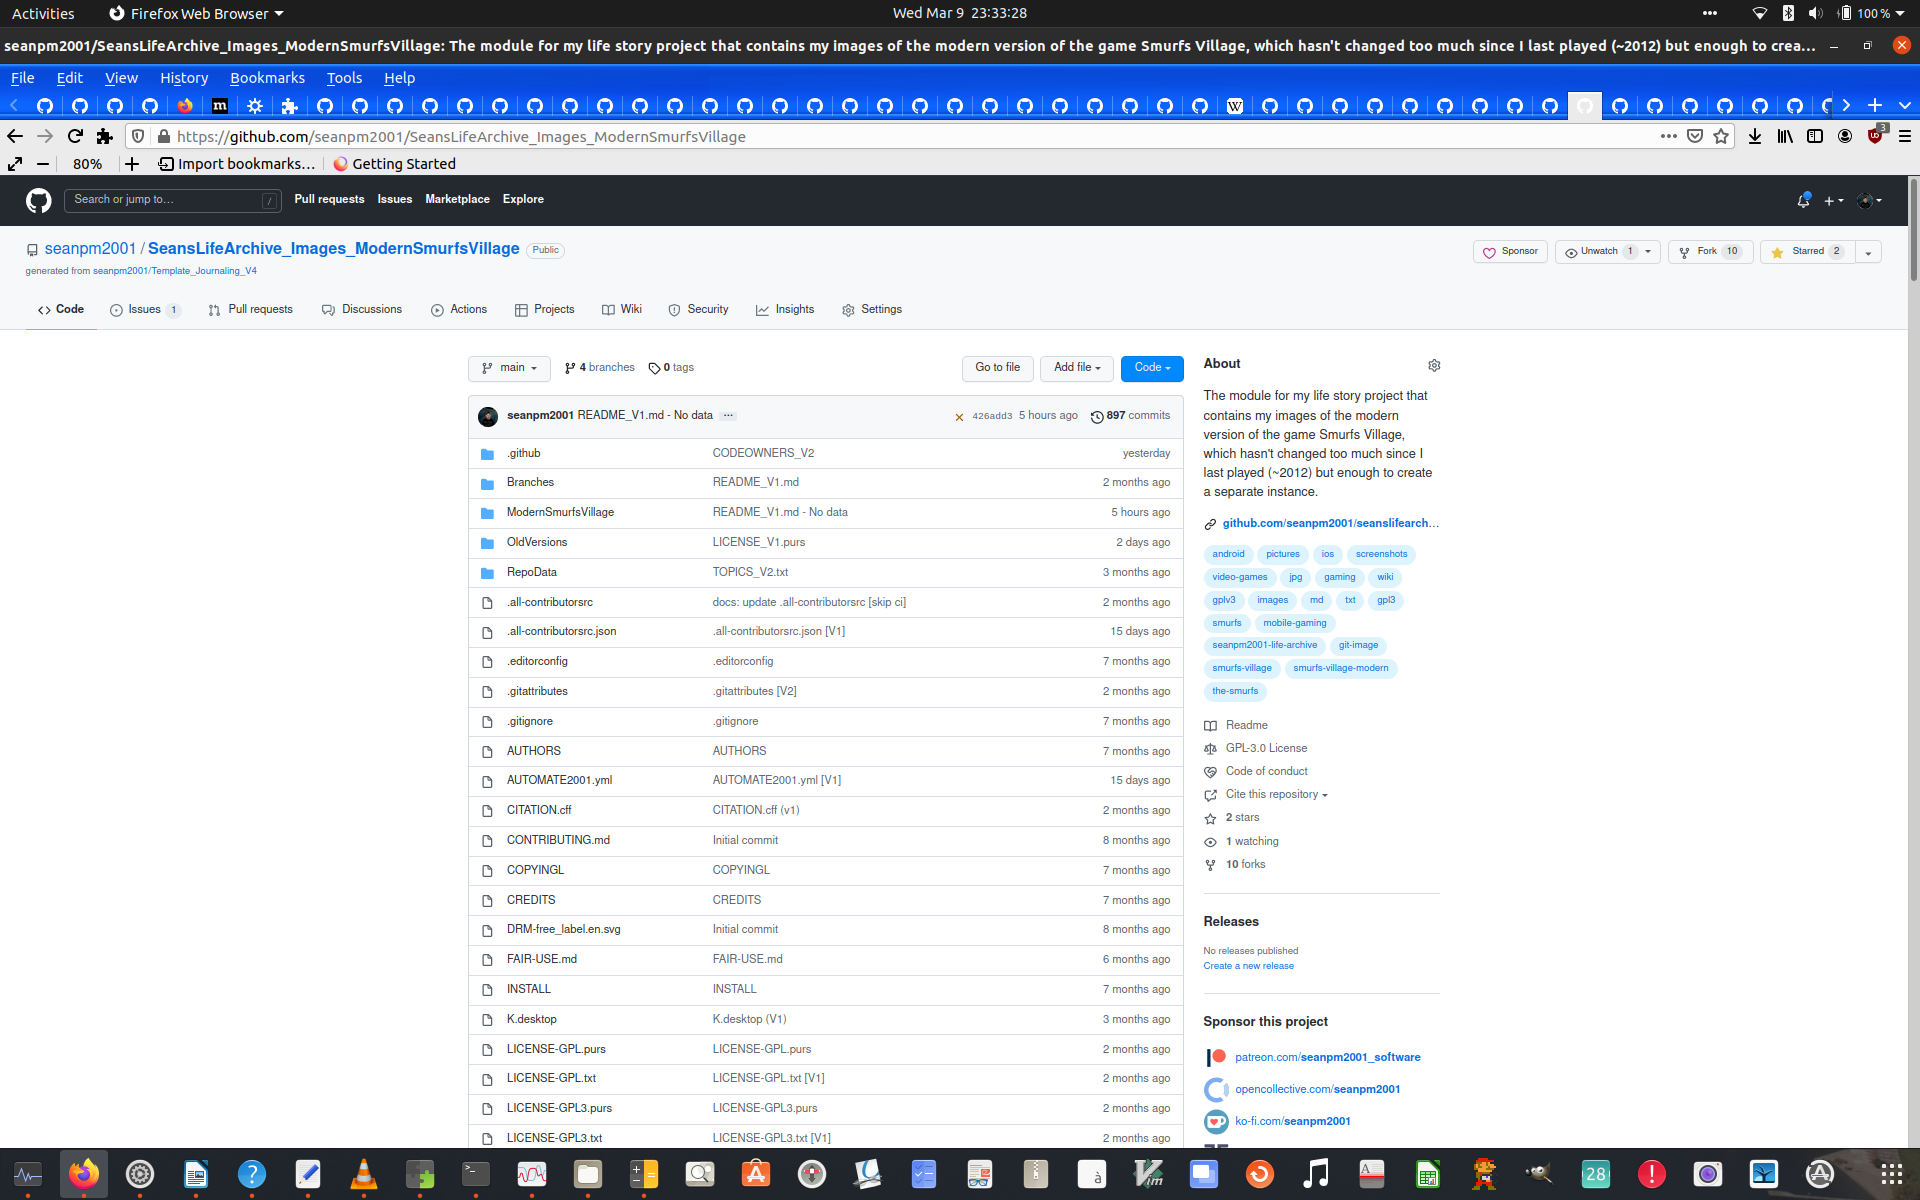 Activities Firefox Web Browser Wed Mar 9 23:33:28 100 %
seanpm2001/SeansLifeArchive_Images_ModernSmurfsVillage: The module for my life story project that contains my images of the modern version of the game Smurfs Village, which hasn't changed too much since I last played (~2012) but enough to crea…
File Edit View History Bookmarks Tools Help
https://github.com/seanpm2001/SeansLifeArchive_Images_ModernSmurfsVillage 3
80% Import bookmarks… Getting Started
Search or jump to… / Pull requests Issues Marketplace Explore
seanpm2001 / SeansLifeArchive_Images_ModernSmurfsVillage Public Sponsor Unwatch 1 Fork 10 Starred 2
generated from seanpm2001/Template_Journaling_V4
Code Issues 1 Pull requests Discussions Actions Projects Wiki Security Insights Settings
main 4 branches 0 tags Go to file Add file Code
seanpm2001 README_V1.md - No data ··· 426add3 5 hours ago 897 commits
.github CODEOWNERS_V2 yesterday
Branches README_V1.md 2 months ago
ModernSmurfsVillage README_V1.md - No data 5 hours ago
OldVersions LICENSE_V1.purs 2 days ago
RepoData TOPICS_V2.txt 3 months ago
.all-contributorsrc docs: update .all-contributorsrc [skip ci] 2 months ago
.all-contributorsrc.json .all-contributorsrc.json [V1] 15 days ago
.editorconfig .editorconfig 7 months ago
.gitattributes .gitattributes [V2] 2 months ago
.gitignore .gitignore 7 months ago
AUTHORS AUTHORS 7 months ago
AUTOMATE2001.yml AUTOMATE2001.yml [V1] 15 days ago
CITATION.cff CITATION.cff (v1) 2 months ago
CONTRIBUTING.md Initial commit 8 months ago
COPYINGL COPYINGL 7 months ago
CREDITS CREDITS 7 months ago
DRM-free_label.en.svg Initial commit 8 months ago
FAIR-USE.md FAIR-USE.md 6 months ago
INSTALL INSTALL 7 months ago
K.desktop K.desktop (V1) 3 months ago
LICENSE-GPL.purs LICENSE-GPL.purs 2 months ago
LICENSE-GPL.txt LICENSE-GPL.txt [V1] 2 months ago
LICENSE-GPL3.purs LICENSE-GPL3.purs 2 months ago
LICENSE-GPL3.txt LICENSE-GPL3.txt [V1] 2 months ago
About
The module for my life story project that
contains my images of the modern
version of the game Smurfs Village,
which hasn't changed too much since I
last played (~2012) but enough to create
a separate instance.
github.com/seanpm2001/seanslifearch…
android pictures ios screenshots
video-games jpg gaming wiki
gplv3 images md txt gpl3
smurfs mobile-gaming
seanpm2001-life-archive git-image
smurfs-village smurfs-village-modern
the-smurfs
Readme
GPL-3.0 License
Code of conduct
Cite this repository
2 stars
1 watching
10 forks
Releases
No releases published
Create a new release
Sponsor this project
patreon.com/seanpm2001_software
opencollective.com/seanpm2001
ko-fi.com/seanpm2001
28